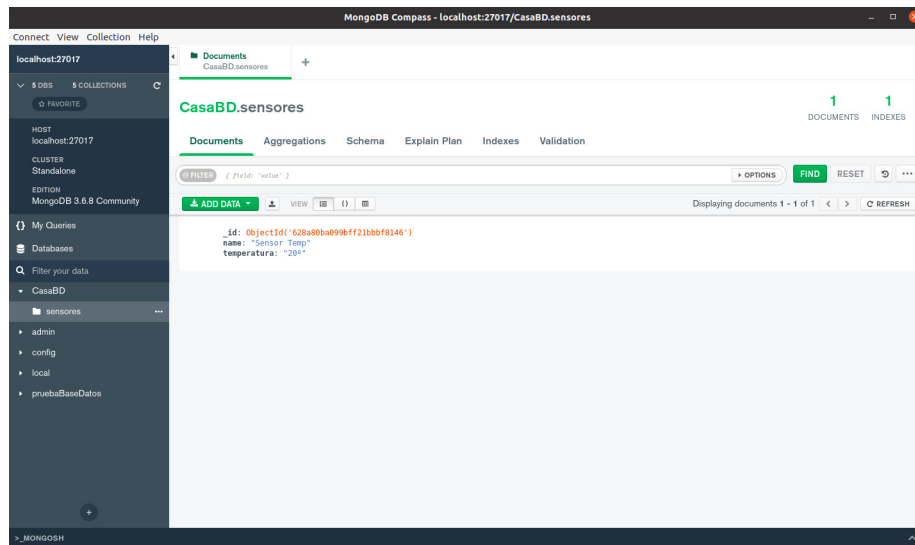 MongoDB Compass - localhost:27017/CasaBD.sensores
Connect View Collection Help
localhost:27017
5 DBS 5 COLLECTIONS
FAVORITE
HOST
localhost:27017
CLUSTER
Standalone
EDITION
MongoDB 3.6.8 Community
{} My Queries
Databases
Filter your data
CasaBD
sensores
admin
config
local
pruebaBaseDatos
>_MONGOSH
Documents
CasaBD.sensores
CasaBD.sensores
1 DOCUMENTS
1 INDEXES
Documents Aggregations Schema Explain Plan Indexes Validation
FILTER { field: 'value' } OPTIONS FIND RESET
ADD DATA VIEW {} Displaying documents 1 - 1 of 1 < > REFRESH
_id: ObjectId('628a80ba099bff21bbbf8146')
name: "Sensor Temp"
temperatura: "20º"